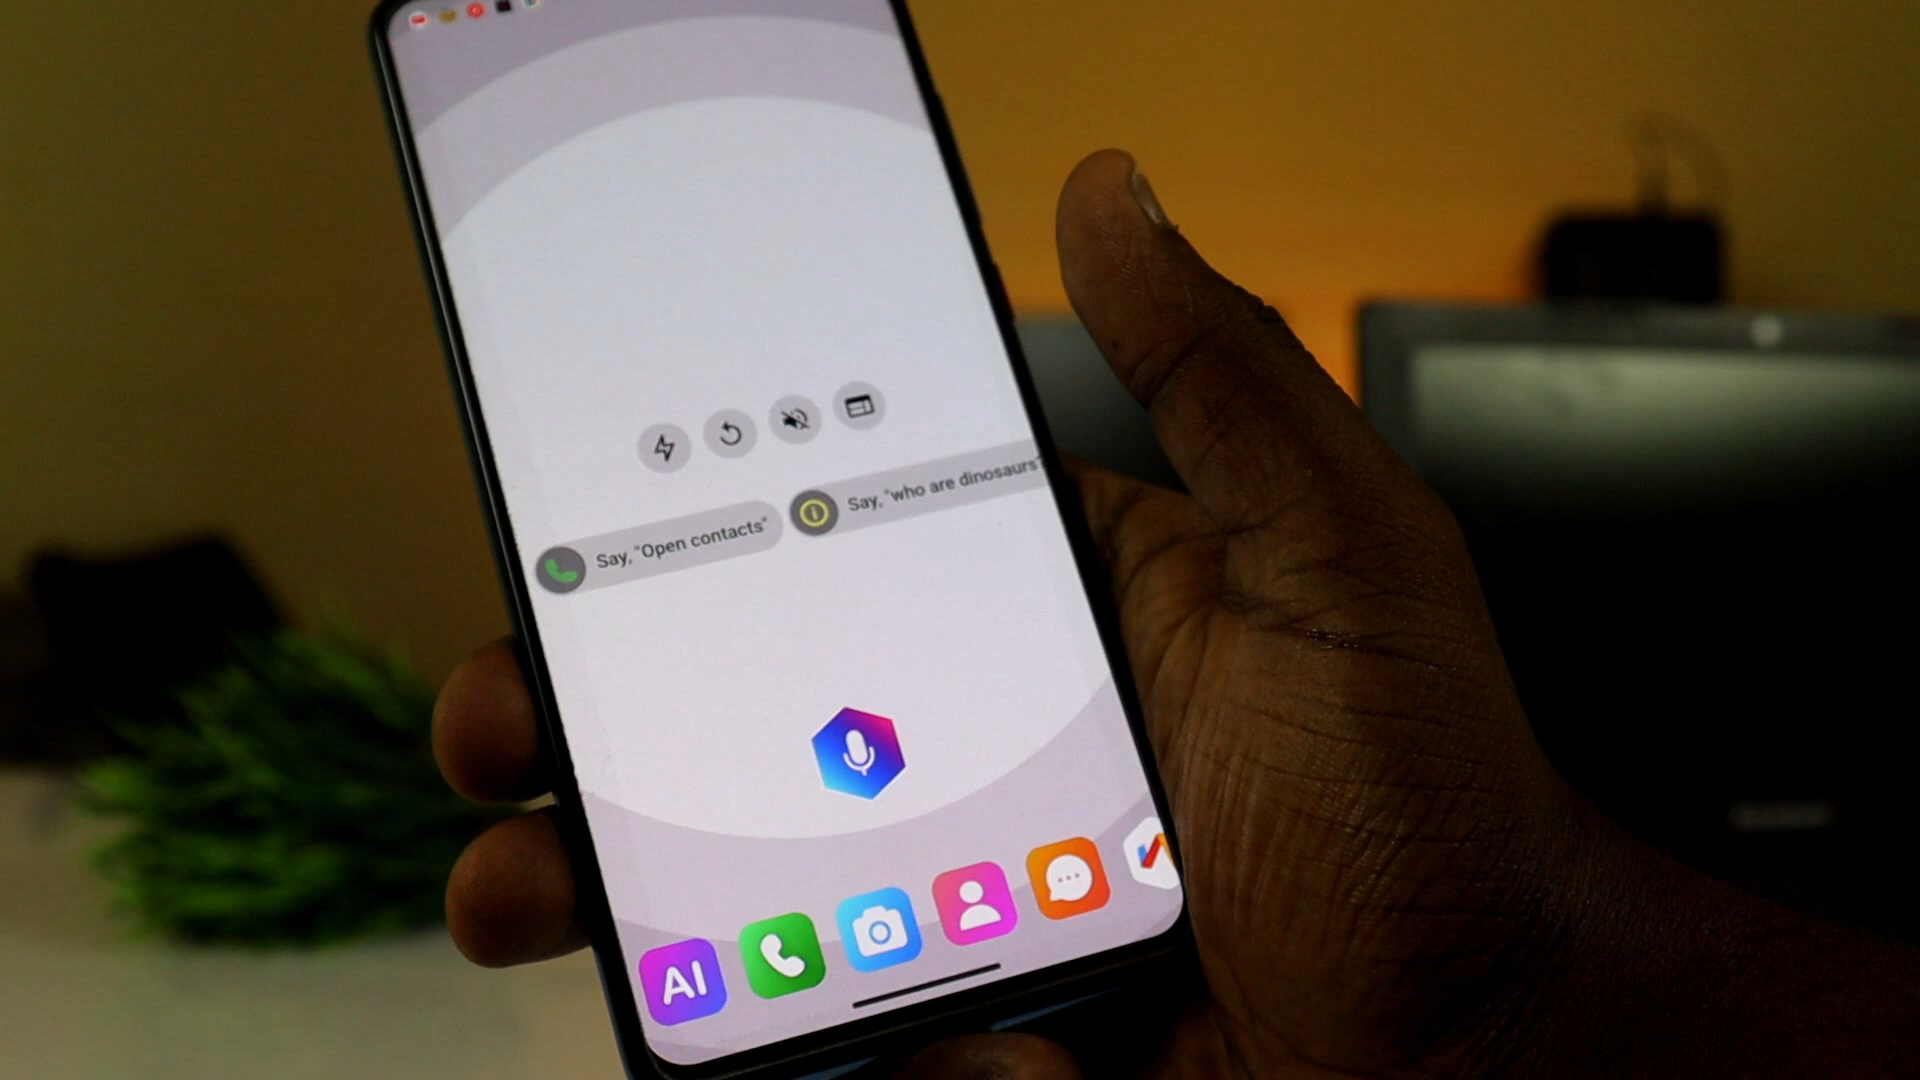 Say, "Open contacts"
Say, "who are dinosaurs?
AI